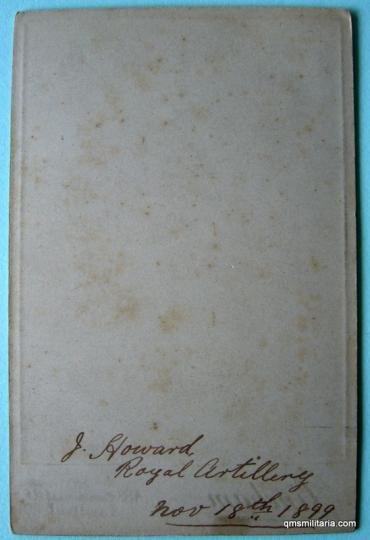 J. Howard
Royal Artillery
Nov 18th 1899
qmsmilitaria.com